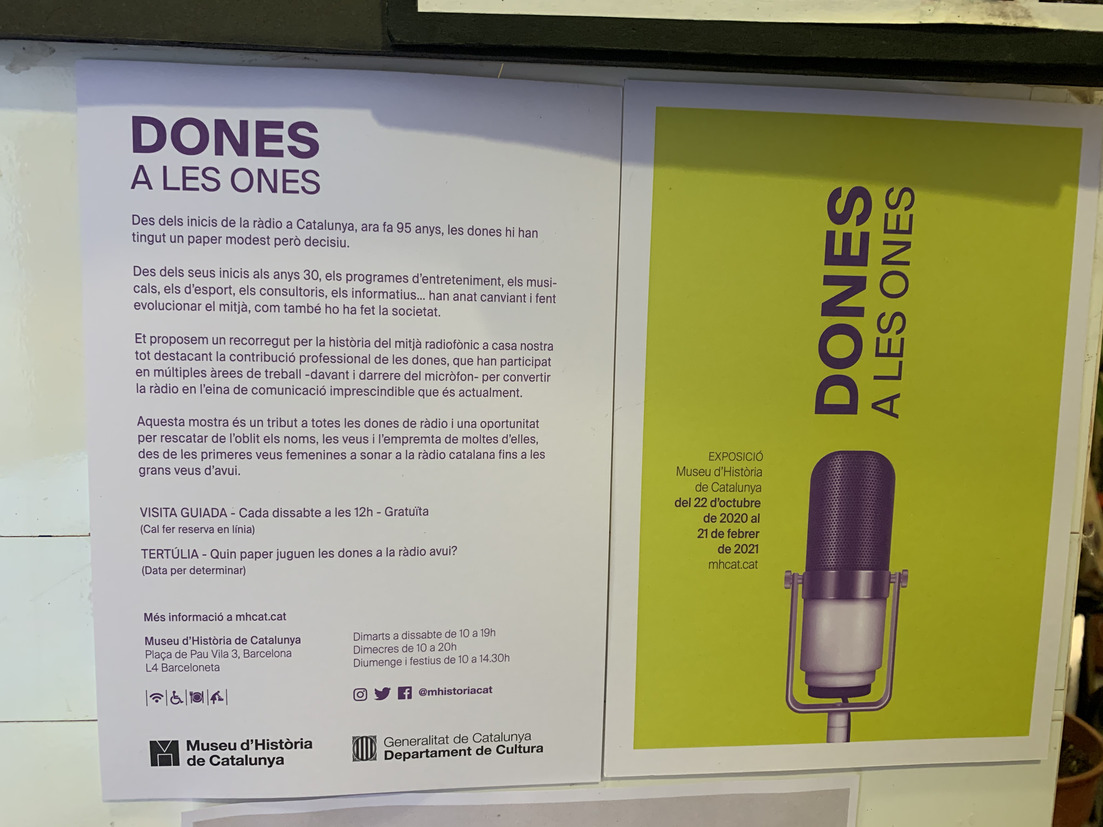 DONES
A LES ONES
Des dels inicis de la ràdio a Catalunya, ara fa 95 anys, les dones hi han
tingut un paper modest però decisiu.
Des dels seus inicis als anys 30, els programes d'entreteniment, els musi-
cals, els d'esport, els consultoris, els informatius... han anat canviant i fent
evolucionar el mitjà, com també ho ha fet la societat.
Et proposem un recorregut per la història del mitjà radiofònic a casa nostra
tot destacant la contribució professional de les dones, que han participat
en múltiples àrees de treball -davant i darrere del micròfon- per convertir
la ràdio en l'eina de comunicació imprescindible que és actualment.
Aquesta mostra és un tribut a totes les dones de ràdio i una oportunitat
per rescatar de l'oblit els noms, les veus i l'empremta de moltes d'elles,
des de les primeres veus femenines a sonar a la ràdio catalana fins a les
grans veus d'avui.
VISITA GUIADA - Cada dissabte a les 12h - Gratuïta
(Cal fer reserva en línia)
TERTÚLIA - Quin paper juguen les dones a la ràdio avui?
(Data per determinar)
Més informació a mhcat.cat
Museu d'Història de Catalunya
Plaça de Pau Vila 3, Barcelona
L4 Barceloneta
Dimarts a dissabte de 10 a 19h
Dimecres de 10 a 20h
Diumenge i festius de 10 a 14.30h
@mhistoriacat
Museu d'Història
de Catalunya
Generalitat de Catalunya
Departament de Cultura
DONES
A LES ONES
EXPOSICIÓ
Museu d'Història
de Catalunya
del 22 d'octubre
de 2020 al
21 de febrer
de 2021
mhcat.cat